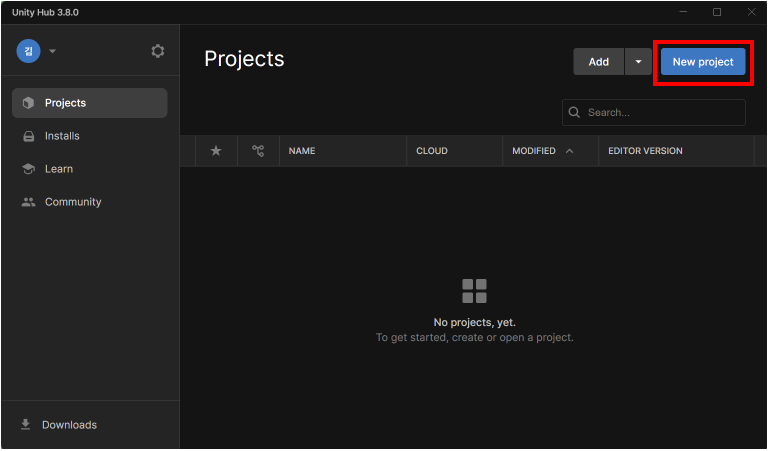 Unity Hub 3.8.0
김
Projects
Installs
Learn
Community
Downloads
Projects
Add
New project
Search...
NAME
CLOUD
MODIFIED
EDITOR VERSION
No projects, yet.
To get started, create or open a project.